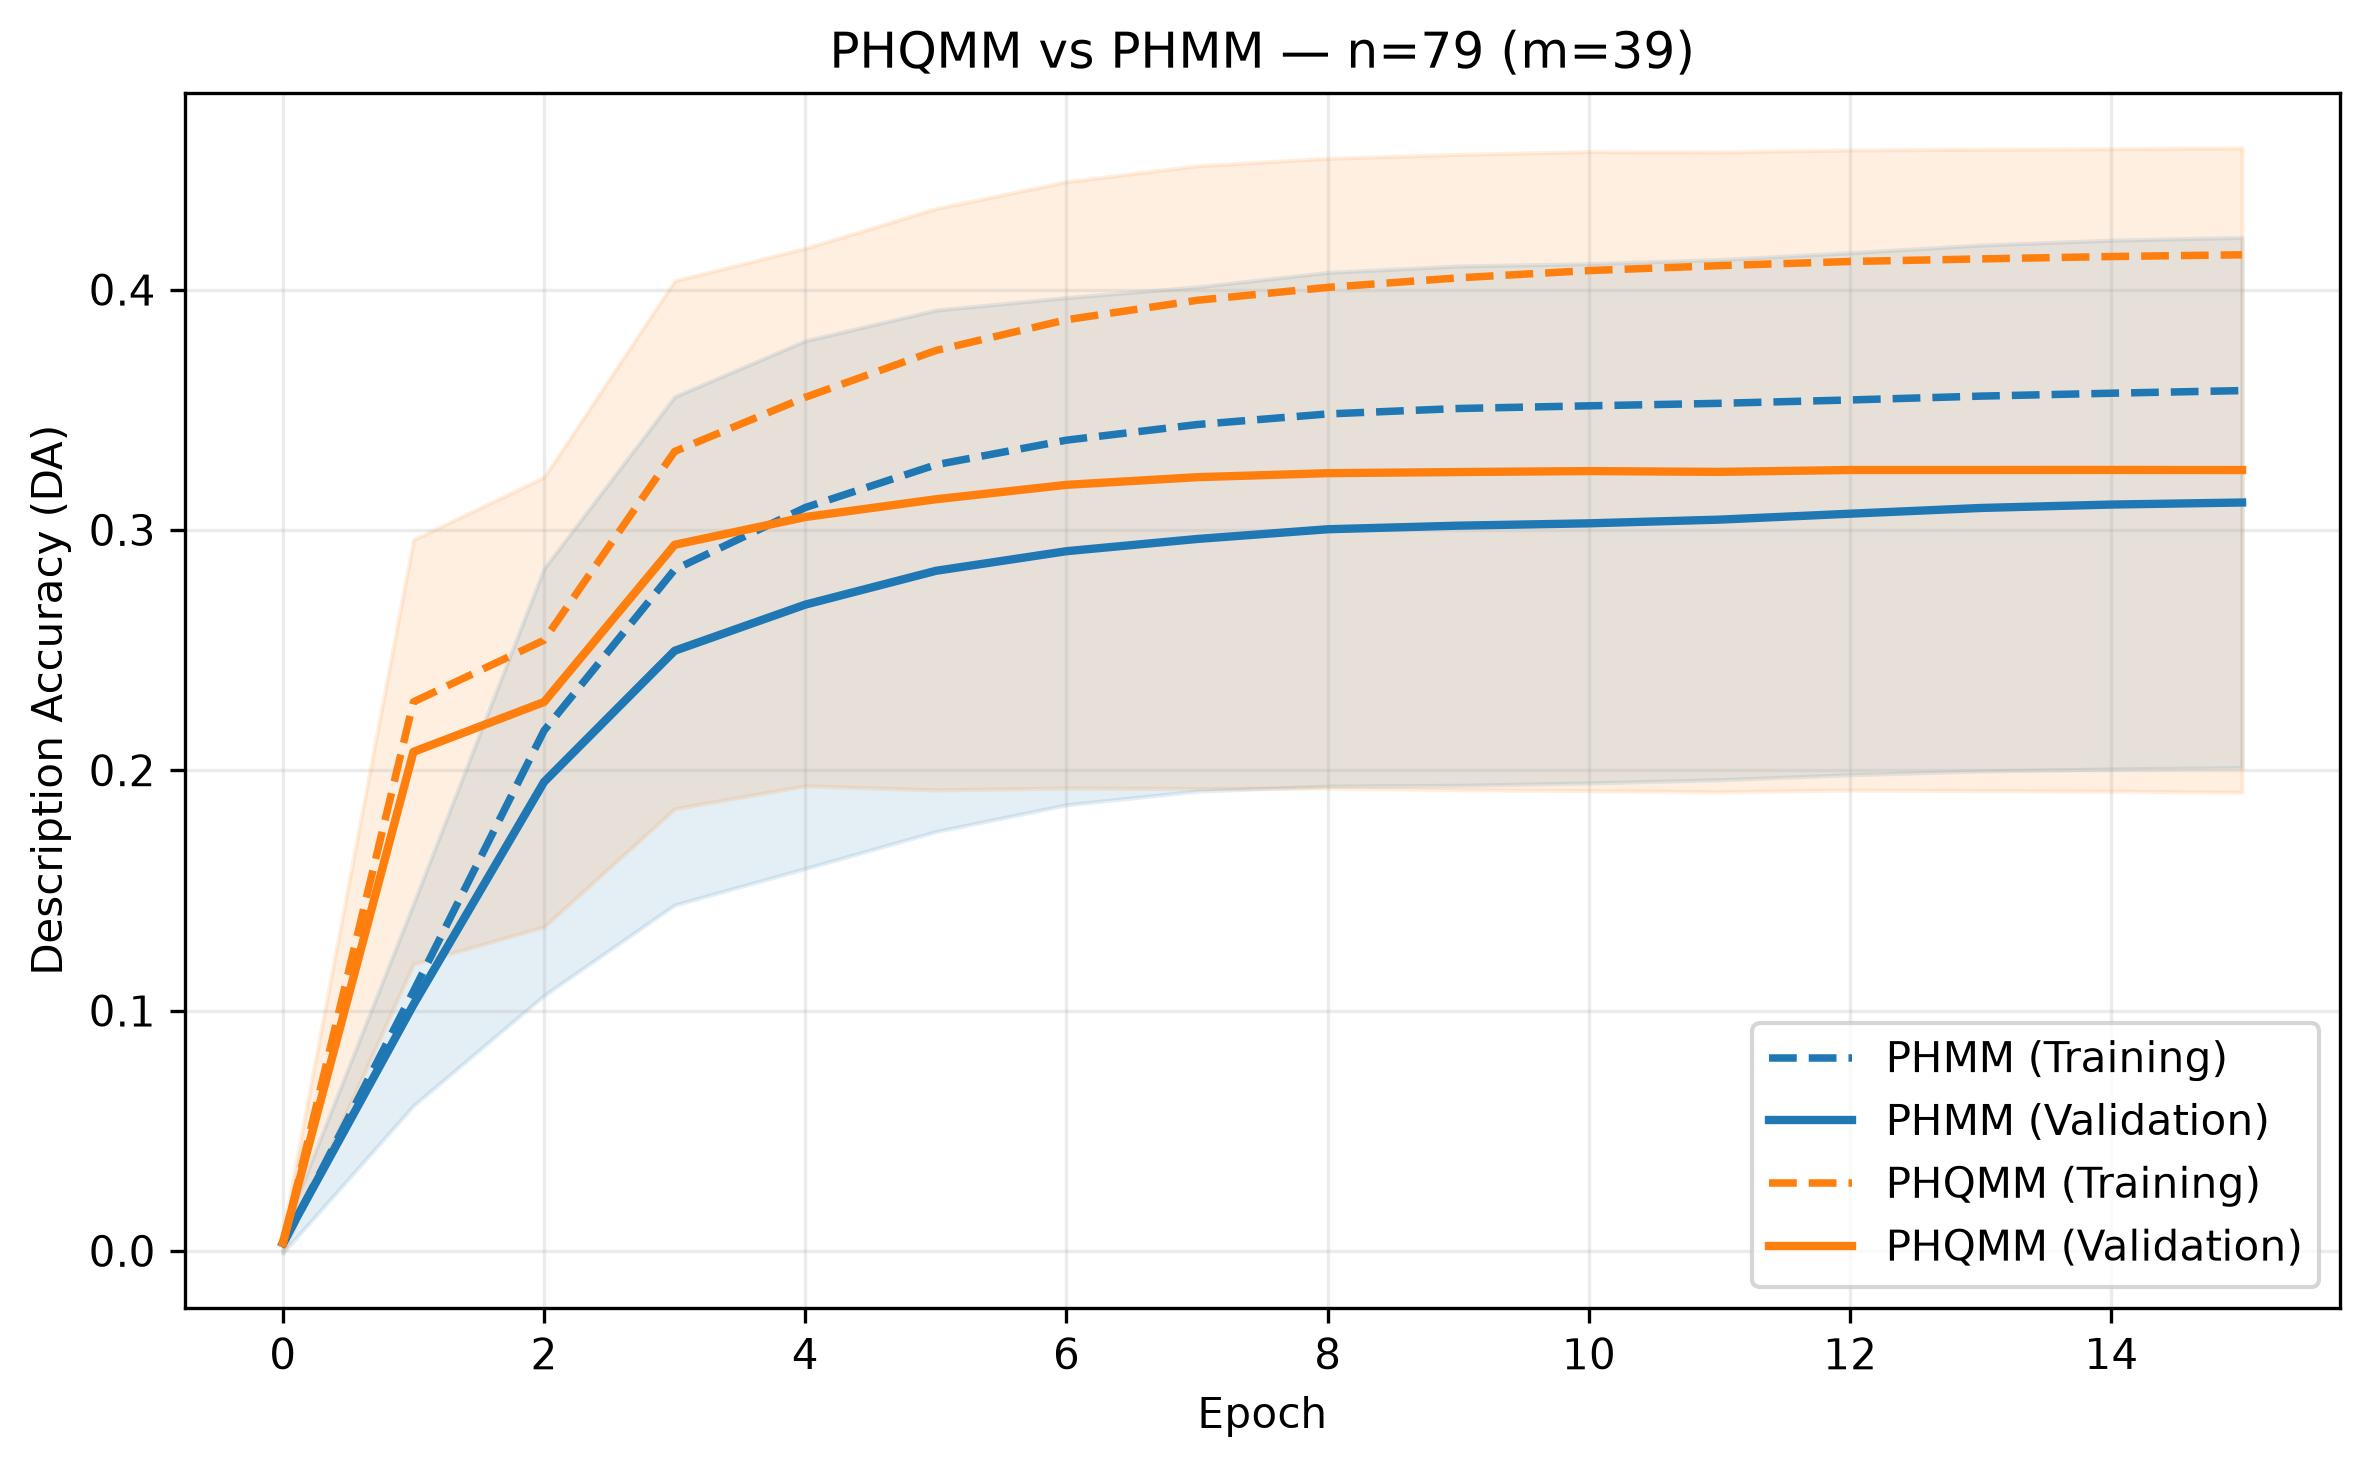 PHQMM vs PHMM — n=79 (m=39)
Description Accuracy (DA)
0.4
0.3
0.2
0.1
0.0
PHMM (Training)
PHMM (Validation)
PHQMM (Training)
PHQMM (Validation)
0 2 4 6 8 10 12 14
Epoch